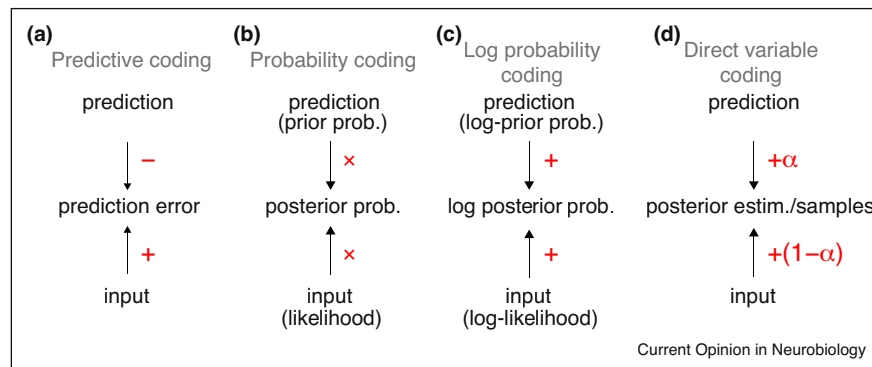 (a)
Predictive coding
prediction
−
prediction error
+
input
(b)
Probability coding
prediction
(prior prob.)
×
posterior prob.
×
input
(likelihood)
(c)
Log probability
coding
prediction
(log-prior prob.)
+
log posterior prob.
+
input
(log-likelihood)
(d)
Direct variable
coding
prediction
+α
posterior estim./samples
+(1−α)
input
Current Opinion in Neurobiology